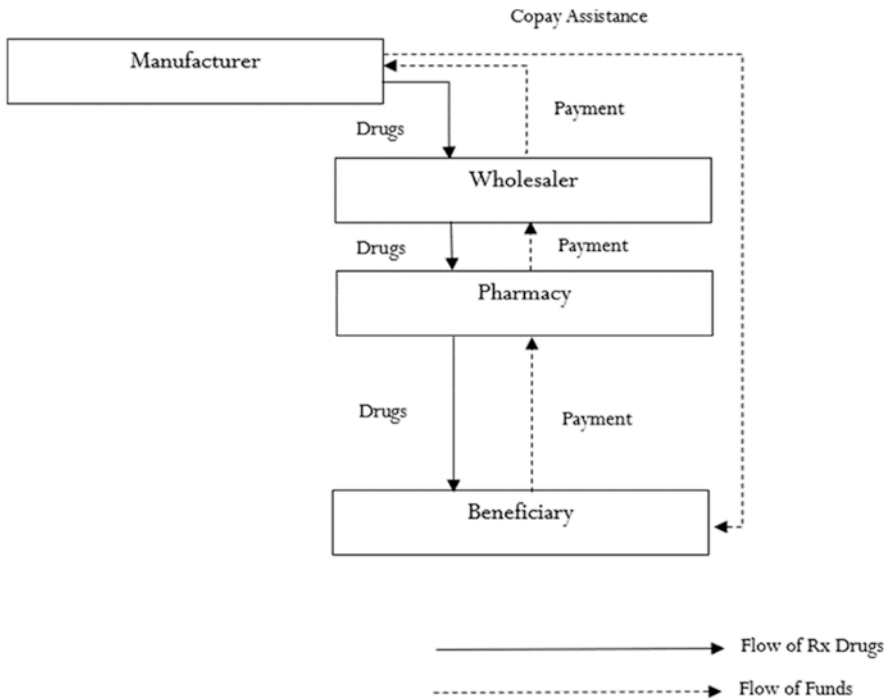 Copay Assistance
Manufacturer
Payment
Drugs
Wholesaler
Drugs
Payment
Pharmacy
Drugs
Payment
Beneficiary
Flow of Rx Drugs
Flow of Funds